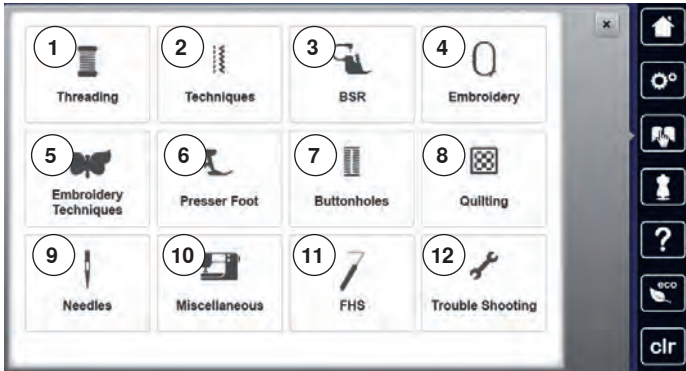 1
Threading
2
Techniques
3
BSR
4
Embroidery
5
Embroidery
Techniques
6
Presser Foot
7
Buttonholes
8
Quilting
9
Needles
10
Miscellaneous
11
FHS
12
Trouble Shooting
×
?
eco
clr